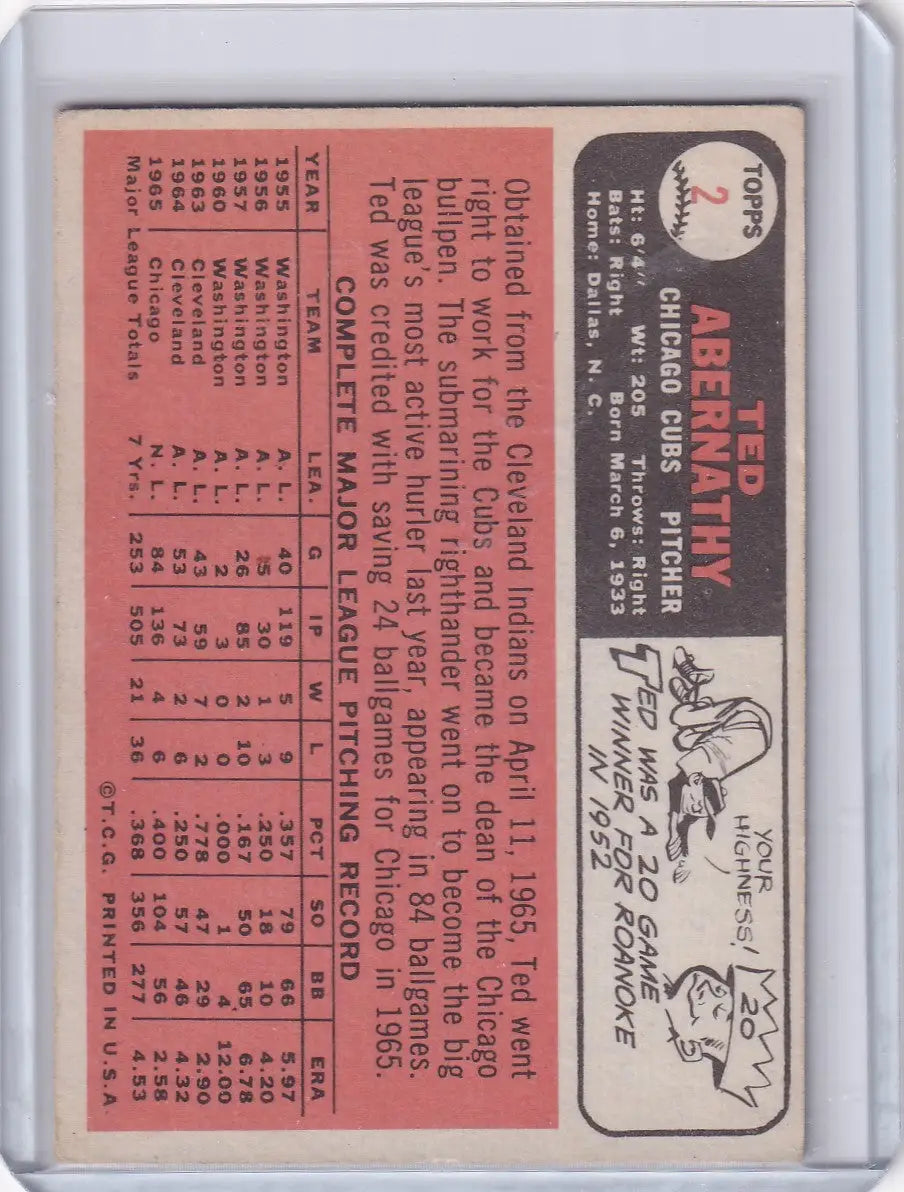 TOPPS
2
TED
ABERNATHY
CHICAGO CUBS PITCHER
Ht: 6'4" Wt: 205 Throws: Right
Bats: Right Born March 6, 1933
Home: Dallas, N. C.
YOUR
HIGHNESS!
20
TED WAS A 20 GAME
WINNER FOR ROANOKE
IN 1952
Obtained from the Cleveland Indians on April 11, 1965, Ted went
right to work for the Cubs and became the dean of the Chicago
bullpen. The submarining righthander went on to become the big
league's most active hurler last year, appearing in 84 ballgames.
Ted was credited with saving 24 ballgames for Chicago in 1965.
COMPLETE MAJOR LEAGUE PITCHING RECORD
YEAR TEAM LEA. G IP W L PCT SO BB ERA
1955 Washington A. L. 40 119 5 9 .357 79 66 5.97
1956 Washington A. L. 5 30 1 3 .250 18 10 4.20
1957 Washington A. L. 26 85 2 10 .167 50 65 6.78
1960 Washington A. L. 2 3 0 0 .000 1 4 12.00
1963 Cleveland A. L. 43 59 7 2 .778 47 29 2.90
1964 Cleveland A. L. 53 73 2 6 .250 57 46 4.32
1965 Chicago N. L. 84 136 4 6 .400 104 56 2.58
Major League Totals 7 Yrs. 253 505 21 36 .368 356 277 4.53
©T.C.G. PRINTED IN U.S.A